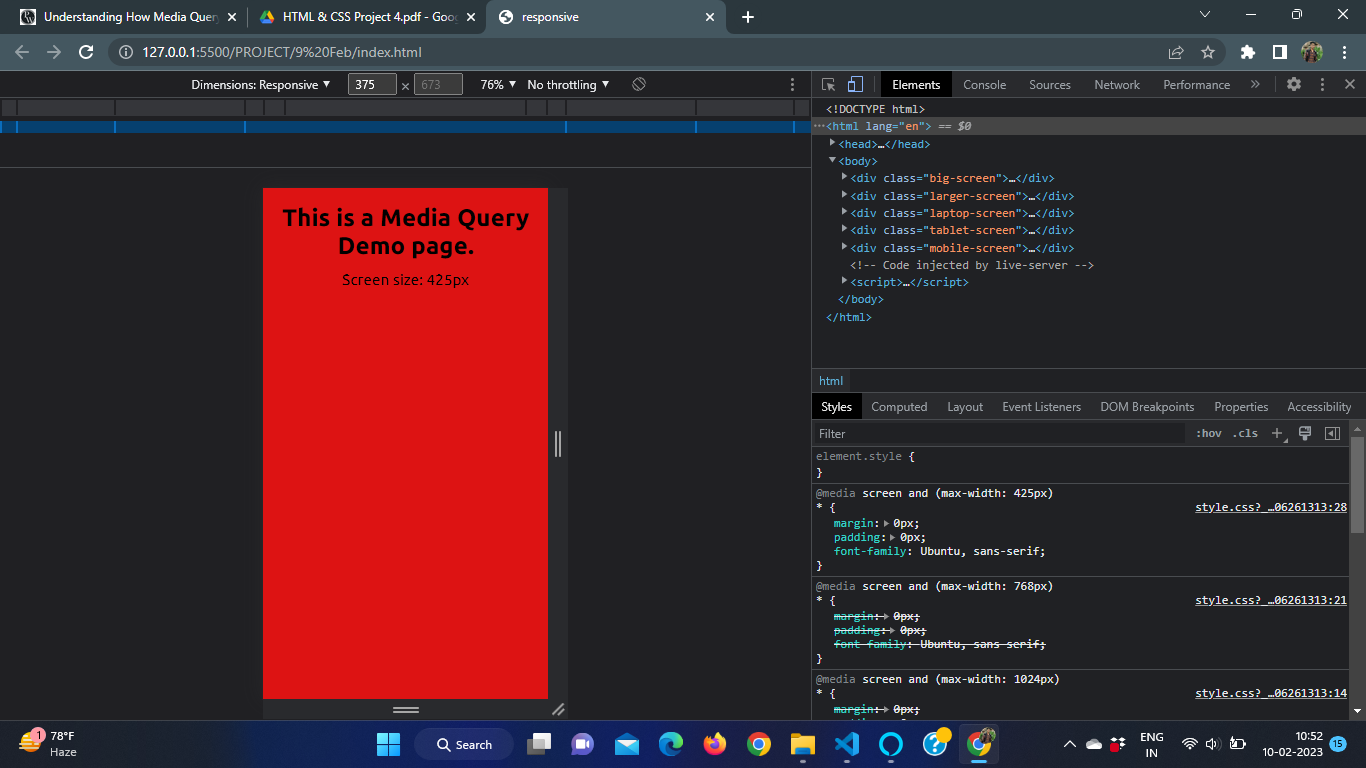 Understanding How Media Quer
HTML & CSS Project 4.pdf - Goog
responsive
127.0.0.1:5500/PROJECT/9%20Feb/index.html
Dimensions: Responsive
375
×
673
76%
No throttling
Elements
Console
Sources
Network
Performance
<!DOCTYPE html>
<html lang="en"> == $0
<head>…</head>
<body>
<div class="big-screen">…</div>
<div class="larger-screen">…</div>
<div class="laptop-screen">…</div>
<div class="tablet-screen">…</div>
<div class="mobile-screen">…</div>
<!-- Code injected by live-server -->
<script>…</script>
</body>
</html>
This is a Media Query
Demo page.
Screen size: 425px
html
Styles
Computed
Layout
Event Listeners
DOM Breakpoints
Properties
Accessibility
Filter
:hov
.cls
element.style {
}
@media screen and (max-width: 425px)
* {
style.css?_…06261313:28
margin: 0px;
padding: 0px;
font-family: Ubuntu, sans-serif;
}
@media screen and (max-width: 768px)
* {
style.css?_…06261313:21
margin: 0px;
padding: 0px;
font-family: Ubuntu, sans-serif;
}
@media screen and (max-width: 1024px)
* {
style.css?_…06261313:14
margin: 0px;
1
78°F
Haze
Search
ENG
IN
10:52
10-02-2023
15